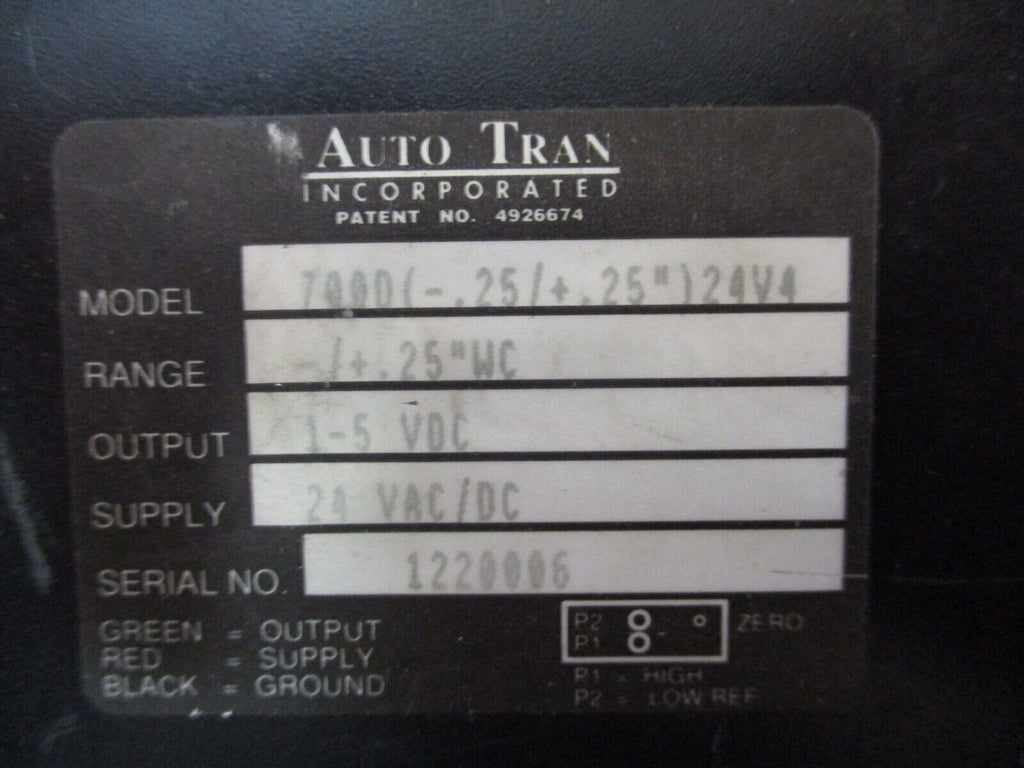 AUTO TRAN
INCORPORATED
PATENT NO. 4926674
MODEL 700D(-.25/+.25")24V4
RANGE -/+.25"WC
OUTPUT 1-5 VDC
SUPPLY 24 VAC/DC
SERIAL NO. 1220006
GREEN = OUTPUT
RED = SUPPLY
BLACK = GROUND
P2 ZERO
P1
P1 = HIGH
P2 = LOW REF